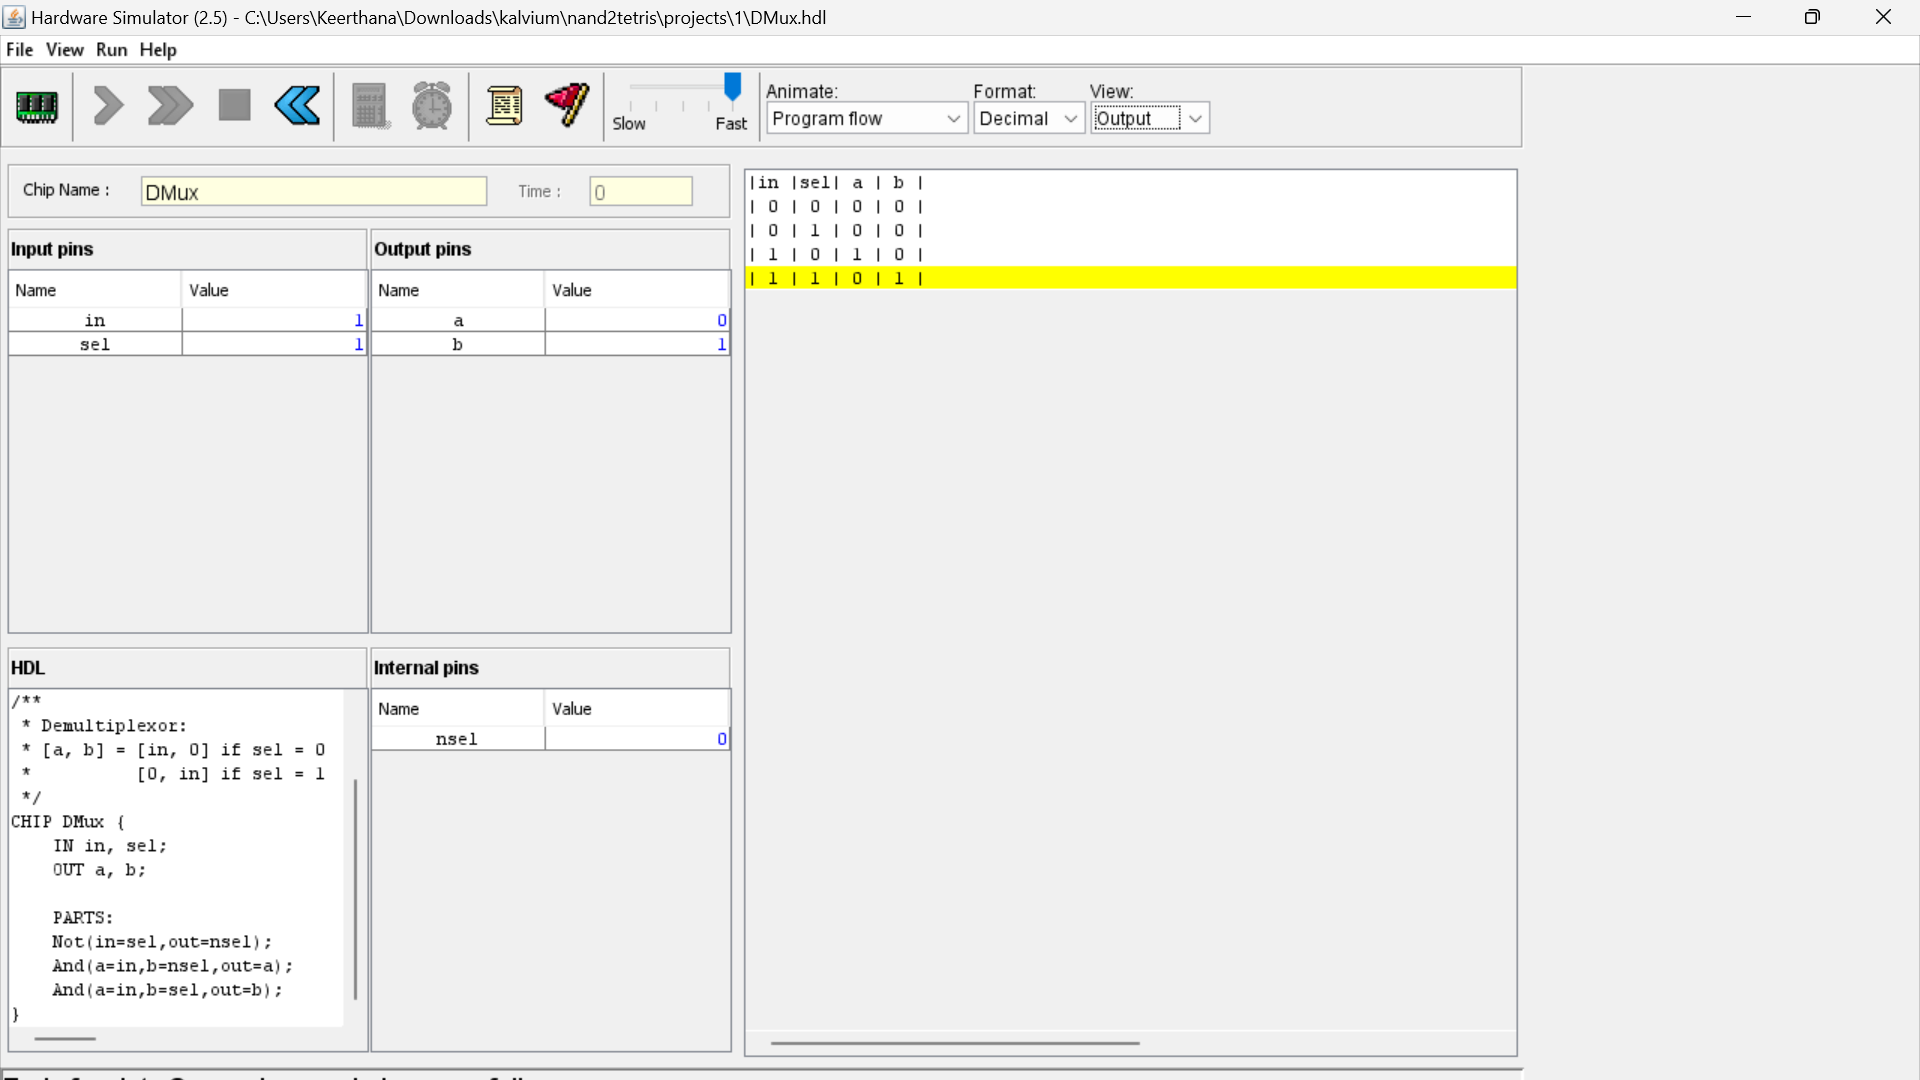 Hardware Simulator (2.5) - C:\Users\Keerthana\Downloads\kalvium\nand2tetris\projects\1\DMux.hdl
File View Run Help
Slow Fast
Animate: Format: View:
Program flow Decimal Output
Chip Name : DMux Time : 0
Input pins
Name Value
in 1
sel 1
Output pins
Name Value
a 0
b 1
HDL
/**
* Demultiplexor:
* [a, b] = [in, 0] if sel = 0
* [0, in] if sel = 1
*/
CHIP DMux {
IN in, sel;
OUT a, b;
PARTS:
Not(in=sel,out=nsel);
And(a=in,b=nsel,out=a);
And(a=in,b=sel,out=b);
}
Internal pins
Name Value
nsel 0
|in |sel| a | b |
| 0 | 0 | 0 | 0 |
| 0 | 1 | 0 | 0 |
| 1 | 0 | 1 | 0 |
| 1 | 1 | 0 | 1 |